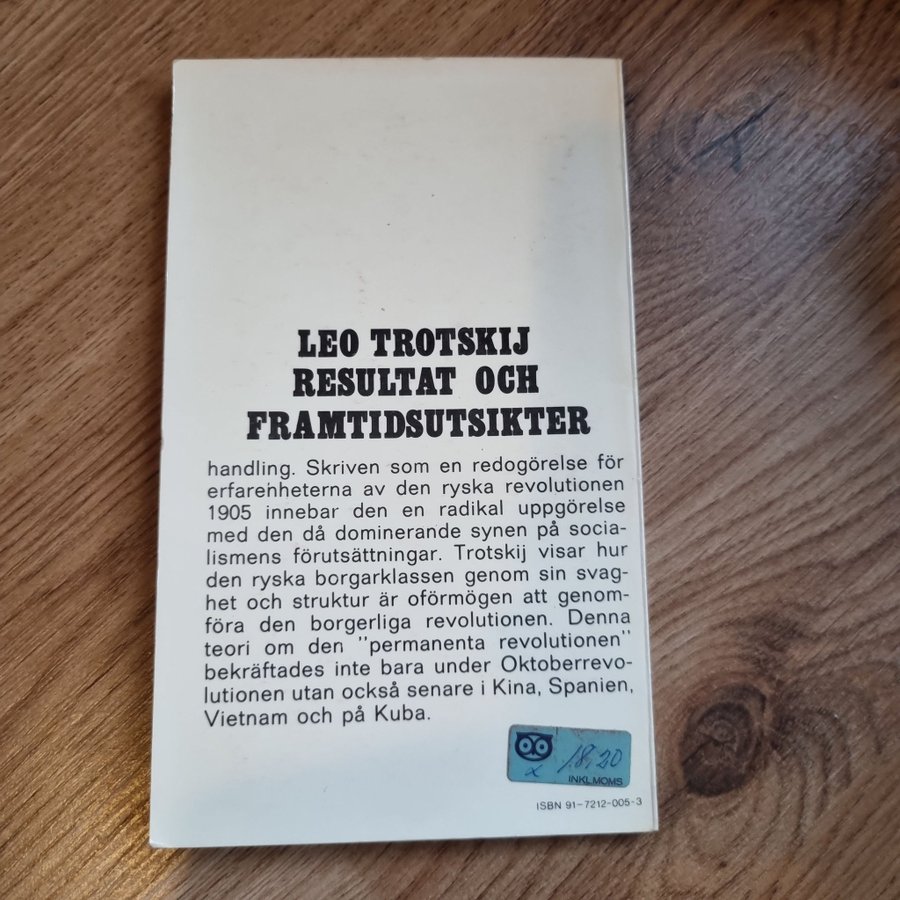 LEO TROTSKIJ
RESULTAT OCH
FRAMTIDSUTSIKTER
handling. Skriven som en redogörelse för
erfarenheterna av den ryska revolutionen
1905 innebar den en radikal uppgörelse
med den då dominerande synen på socia-
lismens förutsättningar. Trotskij visar hur
den ryska borgarklassen genom sin svag-
het och struktur är oförmögen att genom-
föra den borgerliga revolutionen. Denna
teori om den "permanenta revolutionen"
bekräftades inte bara under Oktoberrevo-
lutionen utan också senare i Kina, Spanien,
Vietnam och på Kuba.
18,20
INKL MOMS
ISBN 91-7212-005-3